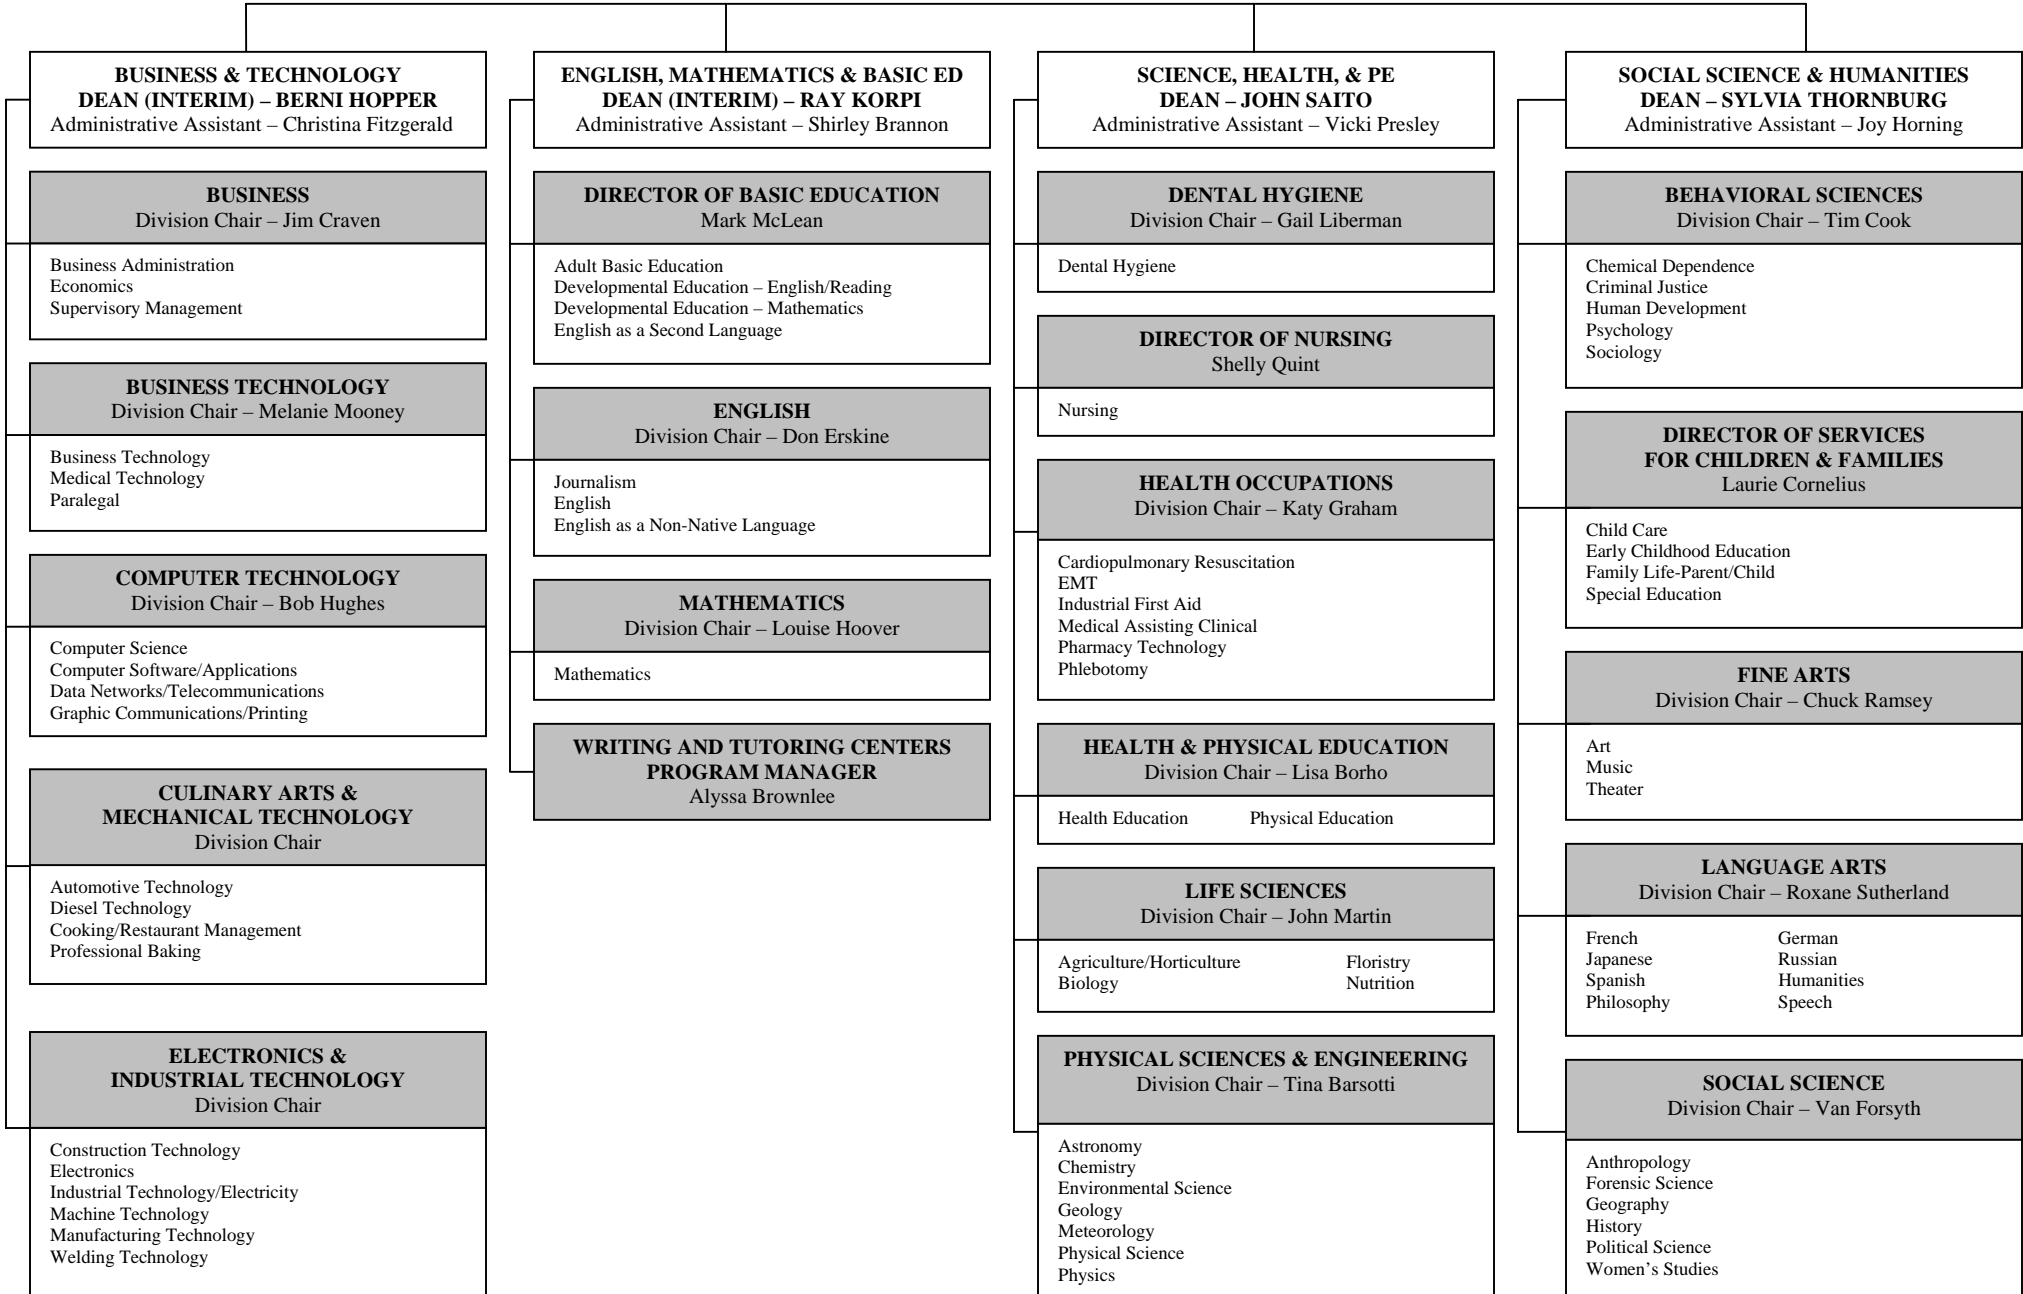 BUSINESS & TECHNOLOGY
DEAN (INTERIM) – BERNI HOPPER
Administrative Assistant – Christina Fitzgerald
BUSINESS
Division Chair – Jim Craven
Business Administration
Economics
Supervisory Management
BUSINESS TECHNOLOGY
Division Chair – Melanie Mooney
Business Technology
Medical Technology
Paralegal
COMPUTER TECHNOLOGY
Division Chair – Bob Hughes
Computer Science
Computer Software/Applications
Data Networks/Telecommunications
Graphic Communications/Printing
CULINARY ARTS &
MECHANICAL TECHNOLOGY
Division Chair
Automotive Technology
Diesel Technology
Cooking/Restaurant Management
Professional Baking
ELECTRONICS &
INDUSTRIAL TECHNOLOGY
Division Chair
Construction Technology
Electronics
Industrial Technology/Electricity
Machine Technology
Manufacturing Technology
Welding Technology
ENGLISH, MATHEMATICS & BASIC ED
DEAN (INTERIM) – RAY KORPI
Administrative Assistant – Shirley Brannon
DIRECTOR OF BASIC EDUCATION
Mark McLean
Adult Basic Education
Developmental Education – English/Reading
Developmental Education – Mathematics
English as a Second Language
ENGLISH
Division Chair – Don Erskine
Journalism
English
English as a Non-Native Language
MATHEMATICS
Division Chair – Louise Hoover
Mathematics
WRITING AND TUTORING CENTERS
PROGRAM MANAGER
Alyssa Brownlee
SCIENCE, HEALTH, & PE
DEAN – JOHN SAITO
Administrative Assistant – Vicki Presley
DENTAL HYGIENE
Division Chair – Gail Liberman
Dental Hygiene
DIRECTOR OF NURSING
Shelly Quint
Nursing
HEALTH OCCUPATIONS
Division Chair – Katy Graham
Cardiopulmonary Resuscitation
EMT
Industrial First Aid
Medical Assisting Clinical
Pharmacy Technology
Phlebotomy
HEALTH & PHYSICAL EDUCATION
Division Chair – Lisa Borho
Health Education Physical Education
LIFE SCIENCES
Division Chair – John Martin
Agriculture/Horticulture Floristry
Biology Nutrition
PHYSICAL SCIENCES & ENGINEERING
Division Chair – Tina Barsotti
Astronomy
Chemistry
Environmental Science
Geology
Meteorology
Physical Science
Physics
SOCIAL SCIENCE & HUMANITIES
DEAN – SYLVIA THORNBURG
Administrative Assistant – Joy Horning
BEHAVIORAL SCIENCES
Division Chair – Tim Cook
Chemical Dependence
Criminal Justice
Human Development
Psychology
Sociology
DIRECTOR OF SERVICES
FOR CHILDREN & FAMILIES
Laurie Cornelius
Child Care
Early Childhood Education
Family Life-Parent/Child
Special Education
FINE ARTS
Division Chair – Chuck Ramsey
Art
Music
Theater
LANGUAGE ARTS
Division Chair – Roxane Sutherland
French German
Japanese Russian
Spanish Humanities
Philosophy Speech
SOCIAL SCIENCE
Division Chair – Van Forsyth
Anthropology
Forensic Science
Geography
History
Political Science
Women’s Studies